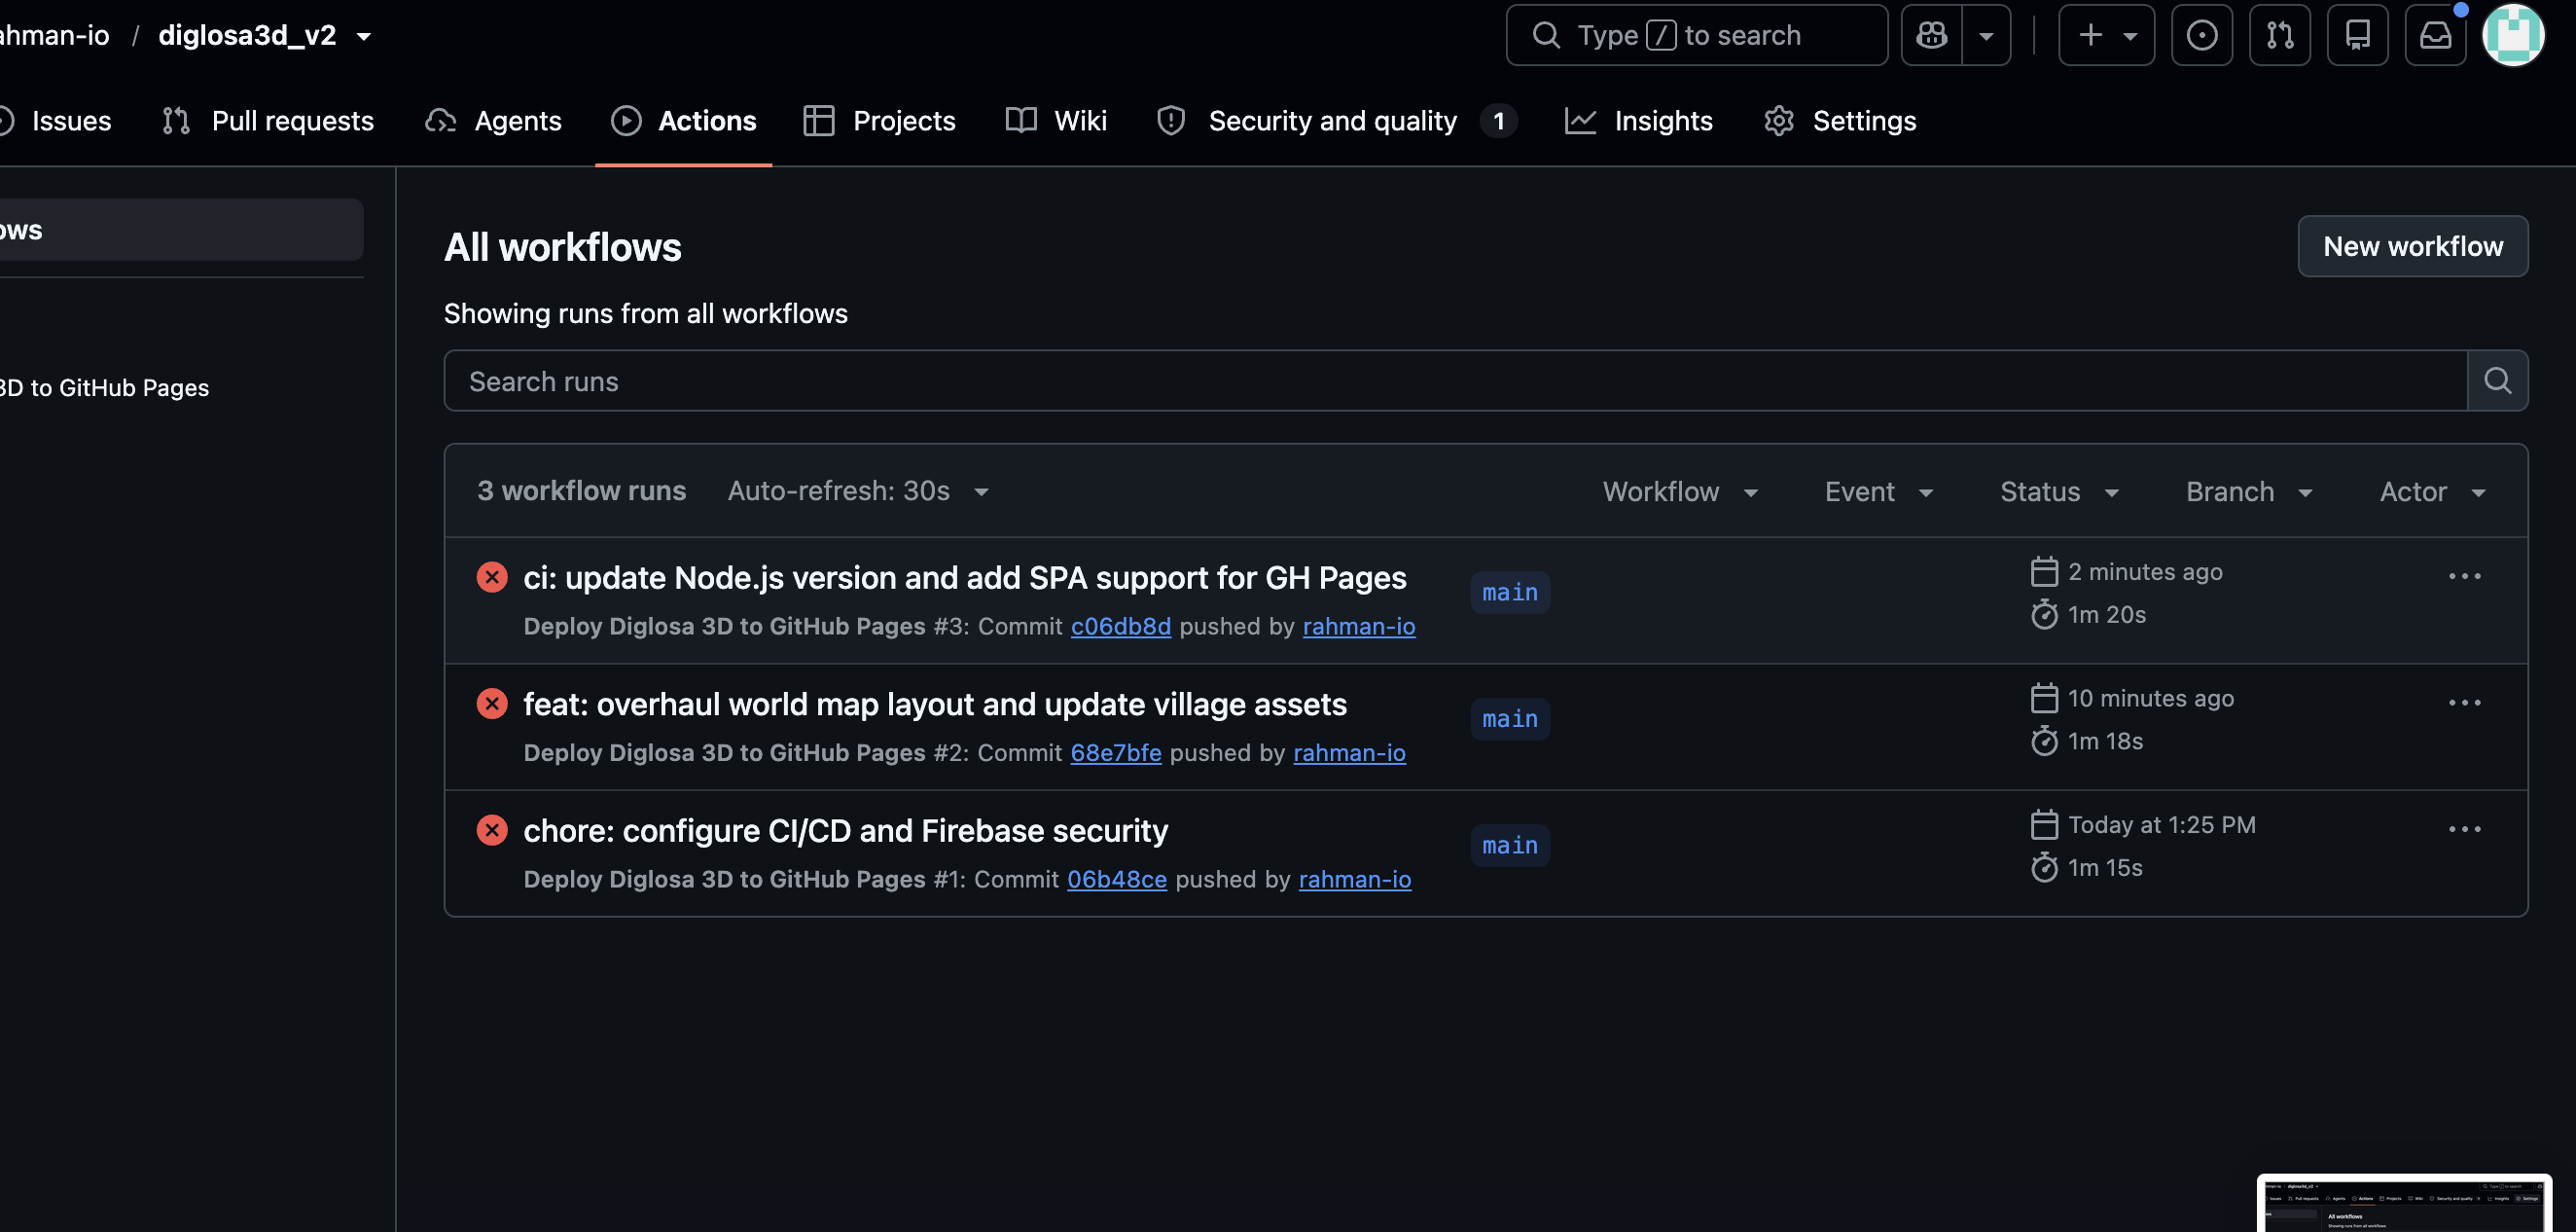 ahman-io / diglosa3d_v2
Type / to search
Issues Pull requests Agents Actions Projects Wiki Security and quality 1 Insights Settings
ows
3D to GitHub Pages
All workflows
New workflow
Showing runs from all workflows
Search runs
3 workflow runs Auto-refresh: 30s Workflow Event Status Branch Actor
ci: update Node.js version and add SPA support for GH Pages
Deploy Diglosa 3D to GitHub Pages #3: Commit c06db8d pushed by rahman-io
main
2 minutes ago
1m 20s
feat: overhaul world map layout and update village assets
Deploy Diglosa 3D to GitHub Pages #2: Commit 68e7bfe pushed by rahman-io
main
10 minutes ago
1m 18s
chore: configure CI/CD and Firebase security
Deploy Diglosa 3D to GitHub Pages #1: Commit 06b48ce pushed by rahman-io
main
Today at 1:25 PM
1m 15s
All workflows
Showing runs from all workflows